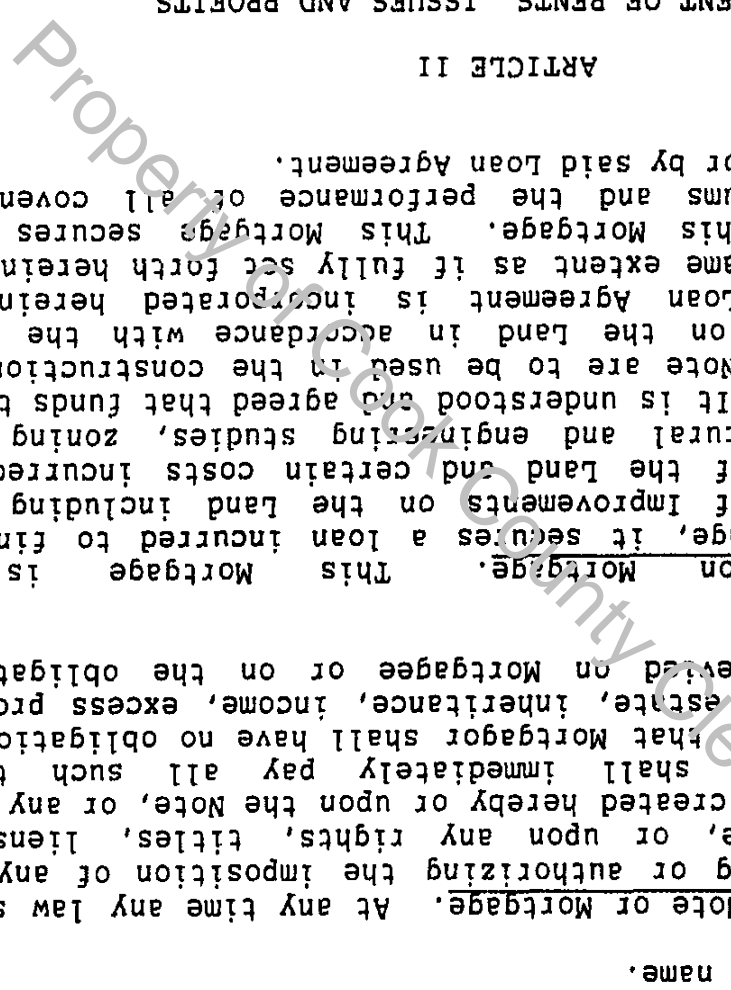 name.
Note or Mortgage. At any time any law s
g or authorizing the imposition of any
e, or upon any rights, titles, liens
created hereby or upon the Note, or any
shall immediately pay all such t
that Mortgagor shall have no obligatio
estate, inheritance, income, excess pro
evied on Mortgagee or on the obligat
on Mortgage. This Mortgage is
ge, it secures a loan incurred to fin
f Improvements on the Land including
f the Land and certain costs incurred
ctural and engineering studies, zoning
It is understood and agreed that funds t
Note are to be used in the construction
on the Land in accordance with the
Loan Agreement is incorporated herein
ame extent as if fully set forth herein
his Mortgage. This Mortgage secures
ums and the performance of all coven
or by said Loan Agreement.
ARTICLE II
ENT OF RENTS ISSUES AND PROFITS
Property of Cook County Cle